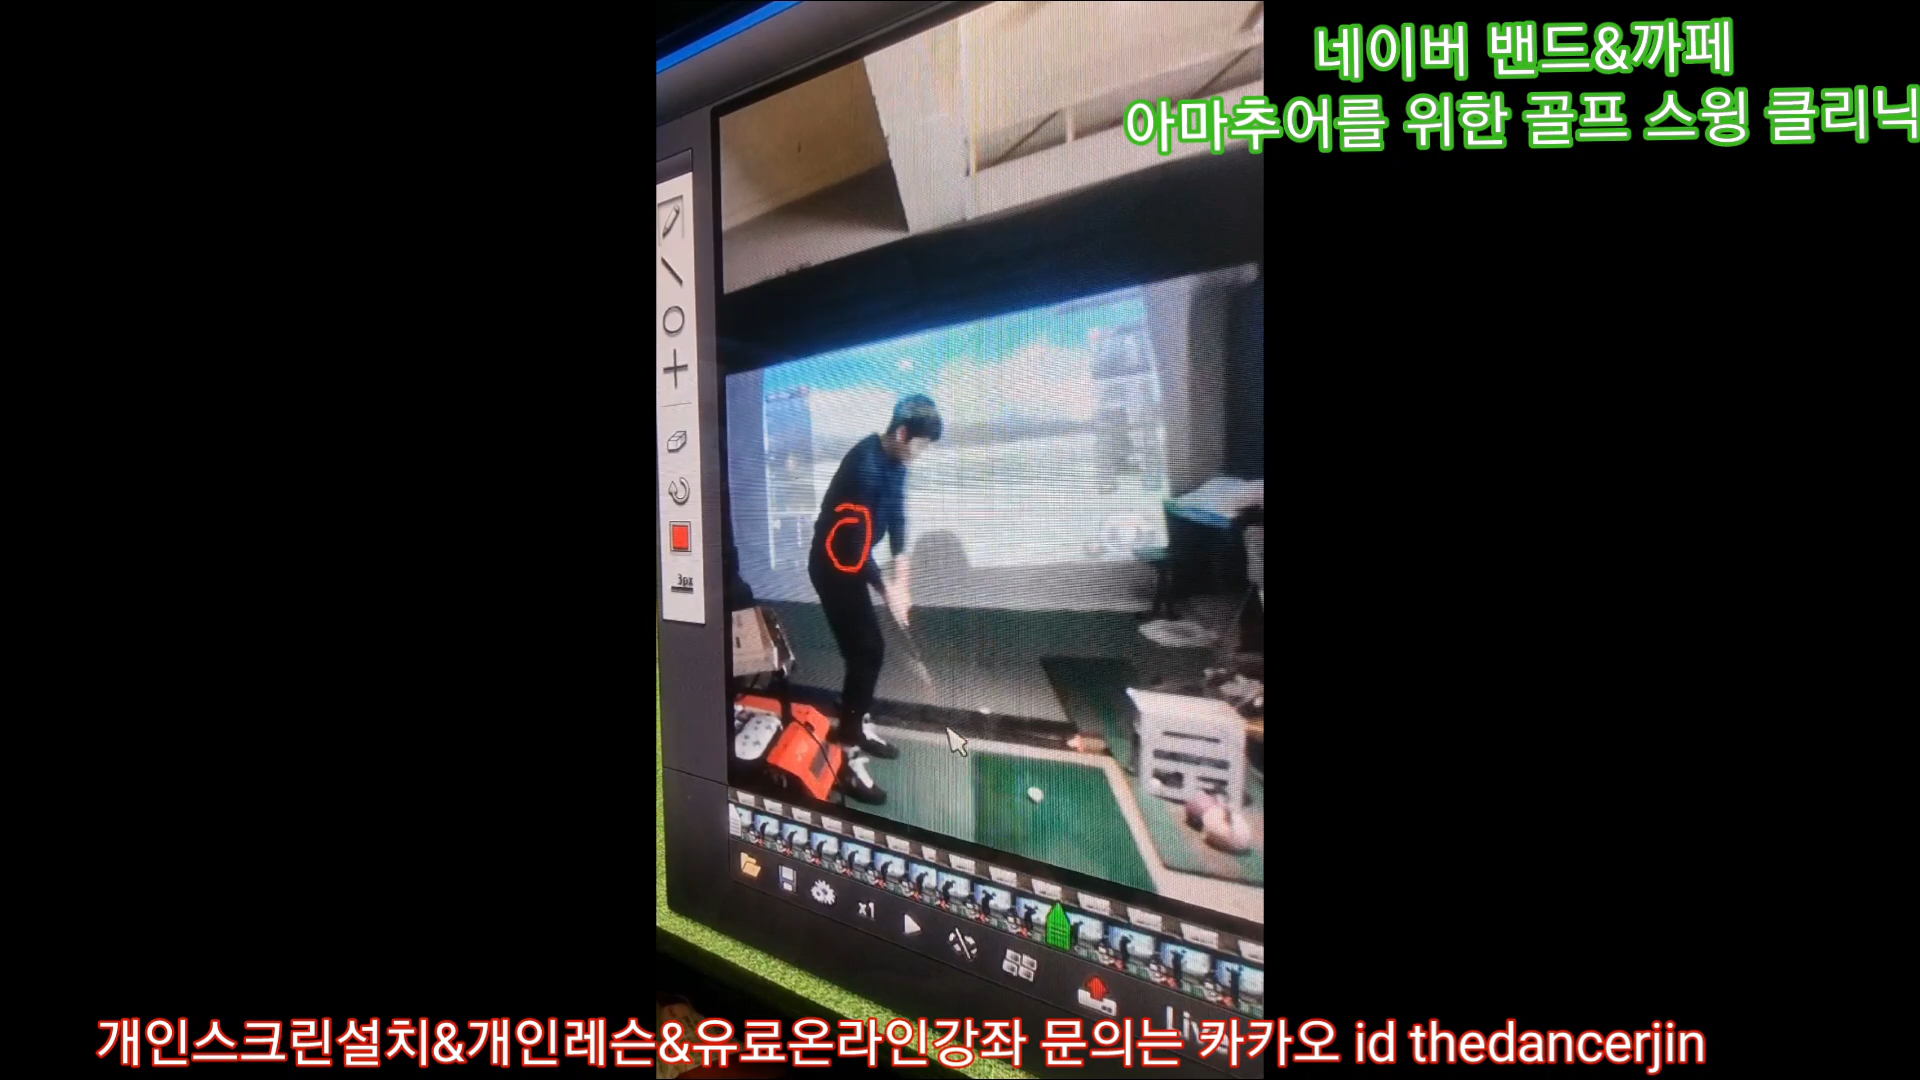 네이버 밴드&까페
아마추어를 위한 골프 스윙 클리닉
3px
x1
개인스크린설치&개인레슨&유료온라인강좌 문의는 카카오 id thedancerjin